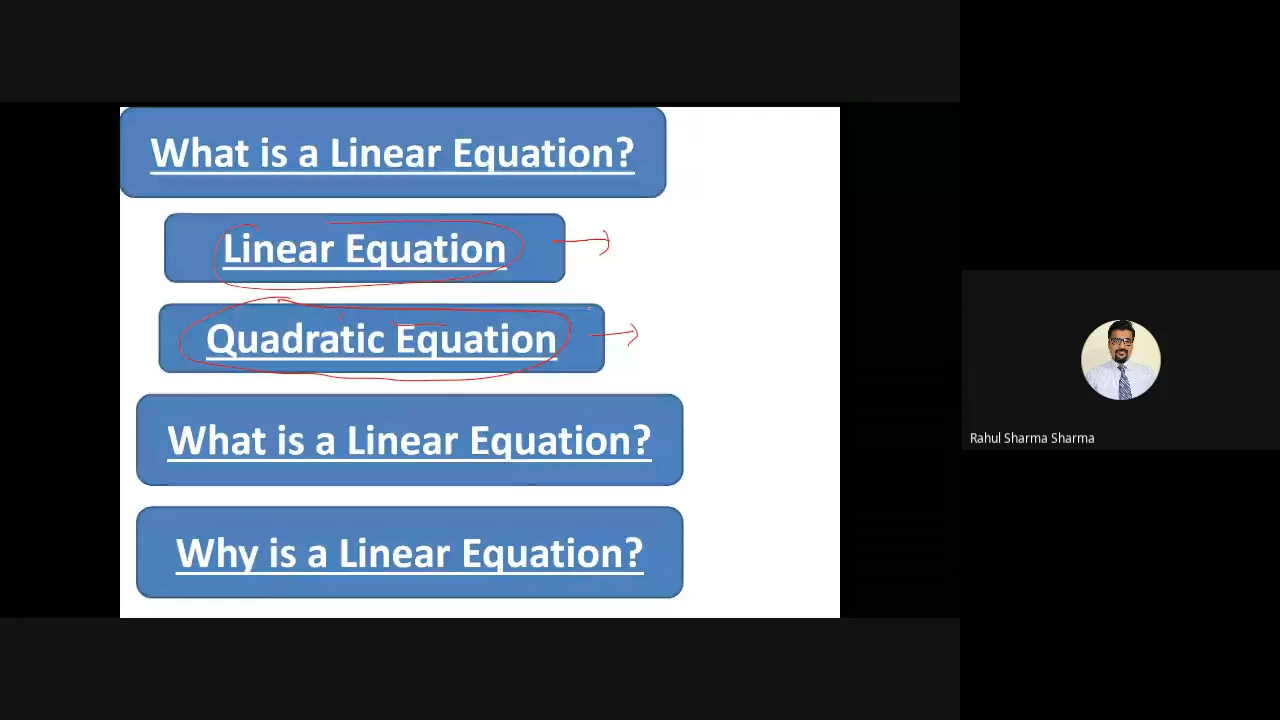 What is a Linear Equation?
Linear Equation
Quadratic Equation
What is a Linear Equation?
Why is a Linear Equation?
Rahul Sharma Sharma